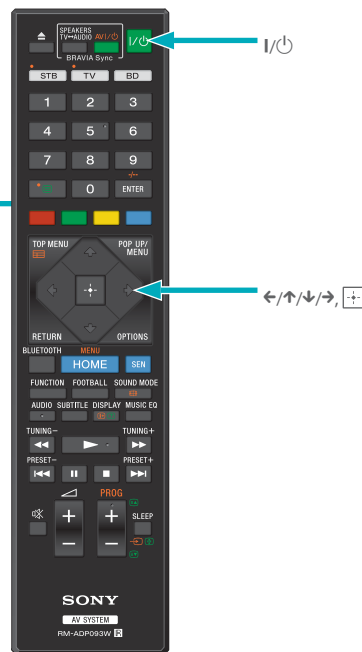 SPEAKERS
TV↔AUDIO AV I/⏻
I/⏻
I/⏻
BRAVIA Sync
STB TV BD
1 2 3
4 5 6
7 8 9
-/--
0 ENTER
TOP MENU POP UP/
MENU
←/↑/↓/→,
RETURN OPTIONS
BLUETOOTH MENU
HOME SEN
FUNCTION FOOTBALL SOUND MODE
AUDIO SUBTITLE DISPLAY MUSIC EQ
TUNING– TUNING+
PRESET– PRESET+
PROG
+ + SLEEP
– –
SONY
AV SYSTEM
RM-ADP093W R